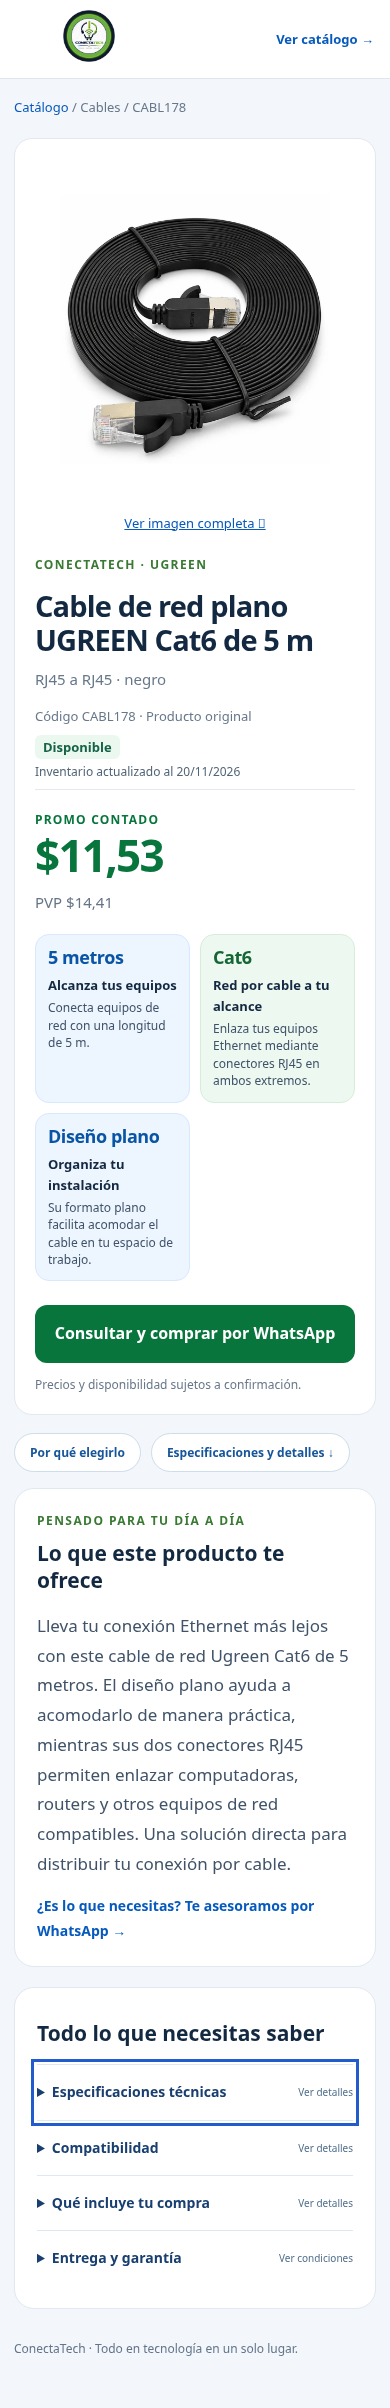 CONECTATECH
Ver catálogo →
Catálogo / Cables / CABL178
Ver imagen completa
CONECTATECH · UGREEN
Cable de red plano
UGREEN Cat6 de 5 m
RJ45 a RJ45 · negro
Código CABL178 · Producto original
Disponible
Inventario actualizado al 20/11/2026
PROMO CONTADO
$11,53
PVP $14,41
5 metros
Alcanza tus equipos
Conecta equipos de
red con una longitud
de 5 m.
Cat6
Red por cable a tu
alcance
Enlaza tus equipos
Ethernet mediante
conectores RJ45 en
ambos extremos.
Diseño plano
Organiza tu
instalación
Su formato plano
facilita acomodar el
cable en tu espacio de
trabajo.
Consultar y comprar por WhatsApp
Precios y disponibilidad sujetos a confirmación.
Por qué elegirlo
Especificaciones y detalles ↓
PENSADO PARA TU DÍA A DÍA
Lo que este producto te
ofrece
Lleva tu conexión Ethernet más lejos
con este cable de red Ugreen Cat6 de 5
metros. El diseño plano ayuda a
acomodarlo de manera práctica,
mientras sus dos conectores RJ45
permiten enlazar computadoras,
routers y otros equipos de red
compatibles. Una solución directa para
distribuir tu conexión por cable.
¿Es lo que necesitas? Te asesoramos por
WhatsApp →
Todo lo que necesitas saber
▶ Especificaciones técnicas Ver detalles
▶ Compatibilidad Ver detalles
▶ Qué incluye tu compra Ver detalles
▶ Entrega y garantía Ver condiciones
ConectaTech · Todo en tecnología en un solo lugar.